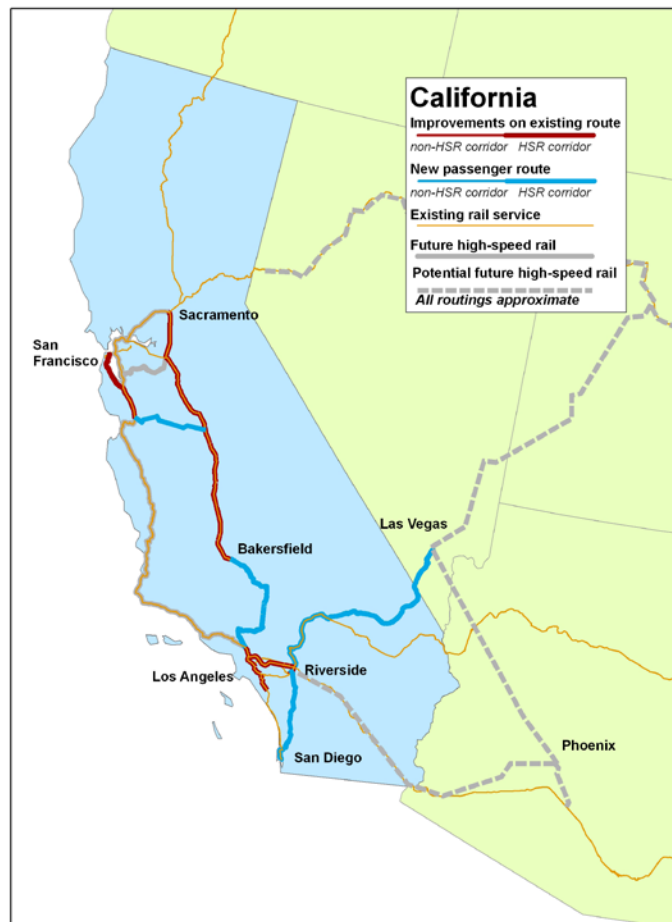 California
Improvements on existing route
non-HSR corridor HSR corridor
New passenger route
non-HSR corridor HSR corridor
Existing rail service
Future high-speed rail
Potential future high-speed rail
All routings approximate
Sacramento
San
Francisco
Las Vegas
Bakersfield
Los Angeles
Riverside
San Diego
Phoenix